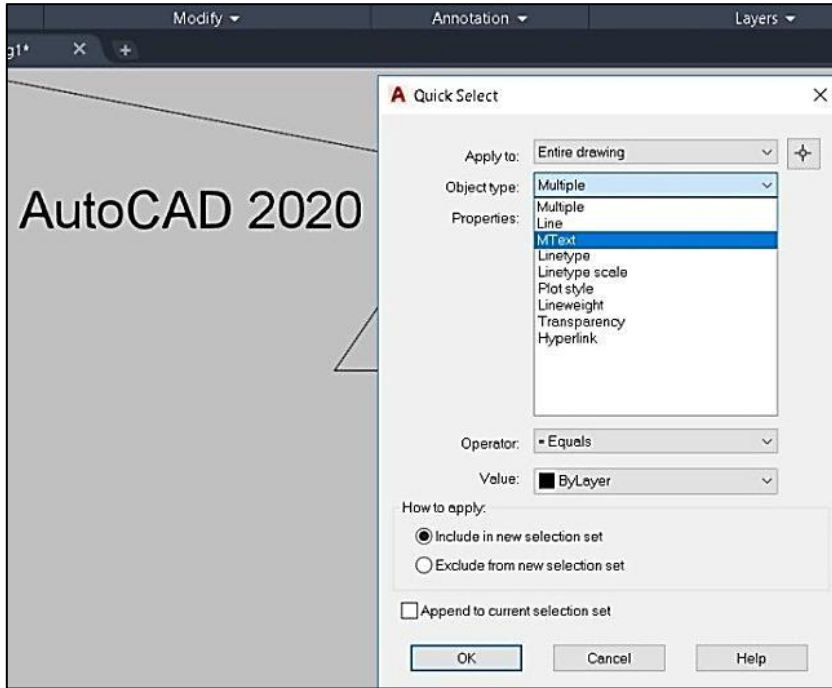 Modify Annotation Layers
g1*
Quick Select
Apply to: Entire drawing
AutoCAD 2020
Object type: Multiple
Properties:
Multiple
Line
MText
Linetype
Linetype scale
Plot style
Lineweight
Transparency
Hyperlink
Operator: = Equals
Value: ByLayer
How to apply:
Include in new selection set
Exclude from new selection set
Append to current selection set
OK Cancel Help